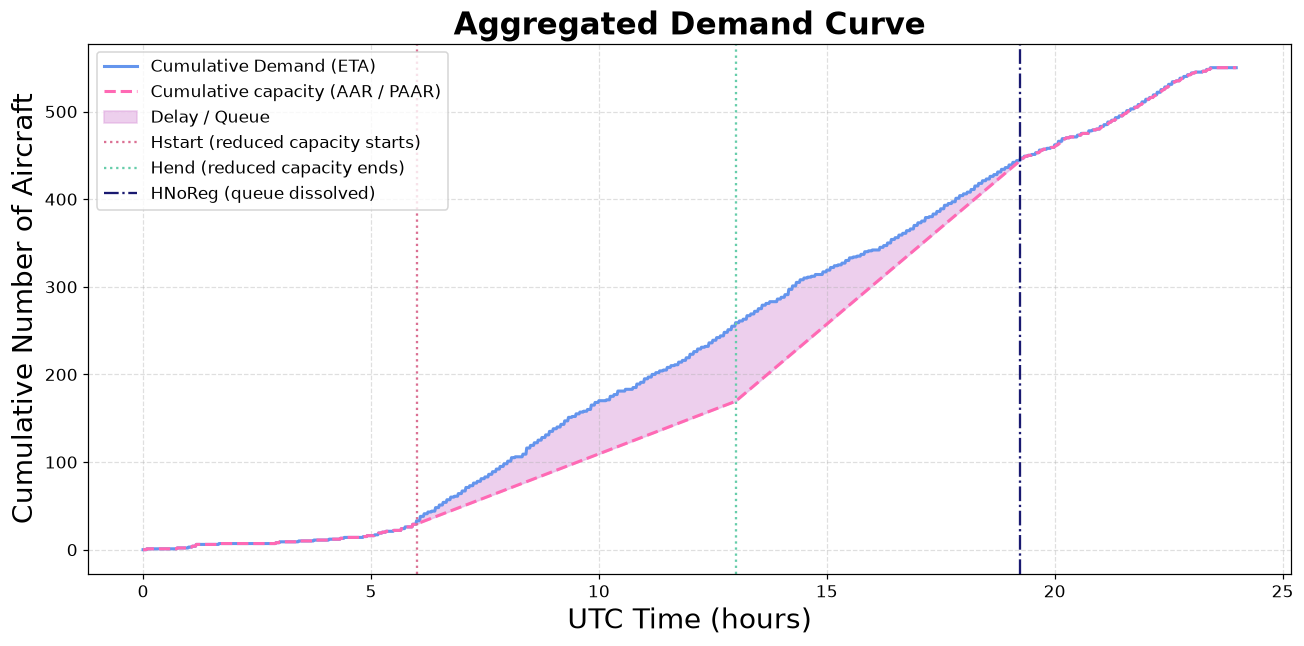 Aggregated Demand Curve
Cumulative Number of Aircraft
500
400
300
200
100
0
Cumulative Demand (ETA)
Cumulative capacity (AAR / PAAR)
Delay / Queue
Hstart (reduced capacity starts)
Hend (reduced capacity ends)
HNoReg (queue dissolved)
0 5 10 15 20 25
UTC Time (hours)